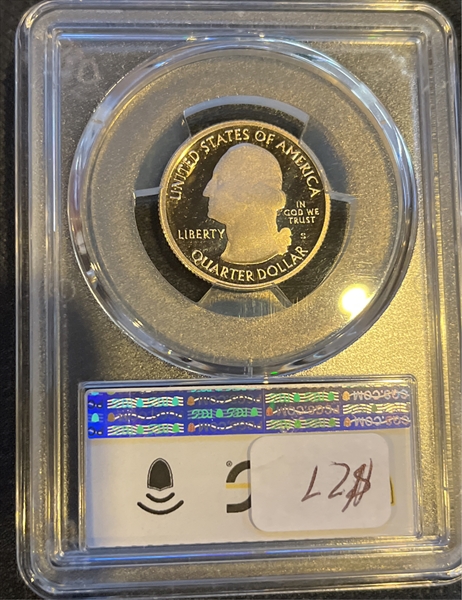 UNITED STATES OF AMERICA
LIBERTY
IN
GOD WE
TRUST
S
QUARTER DOLLAR
$27